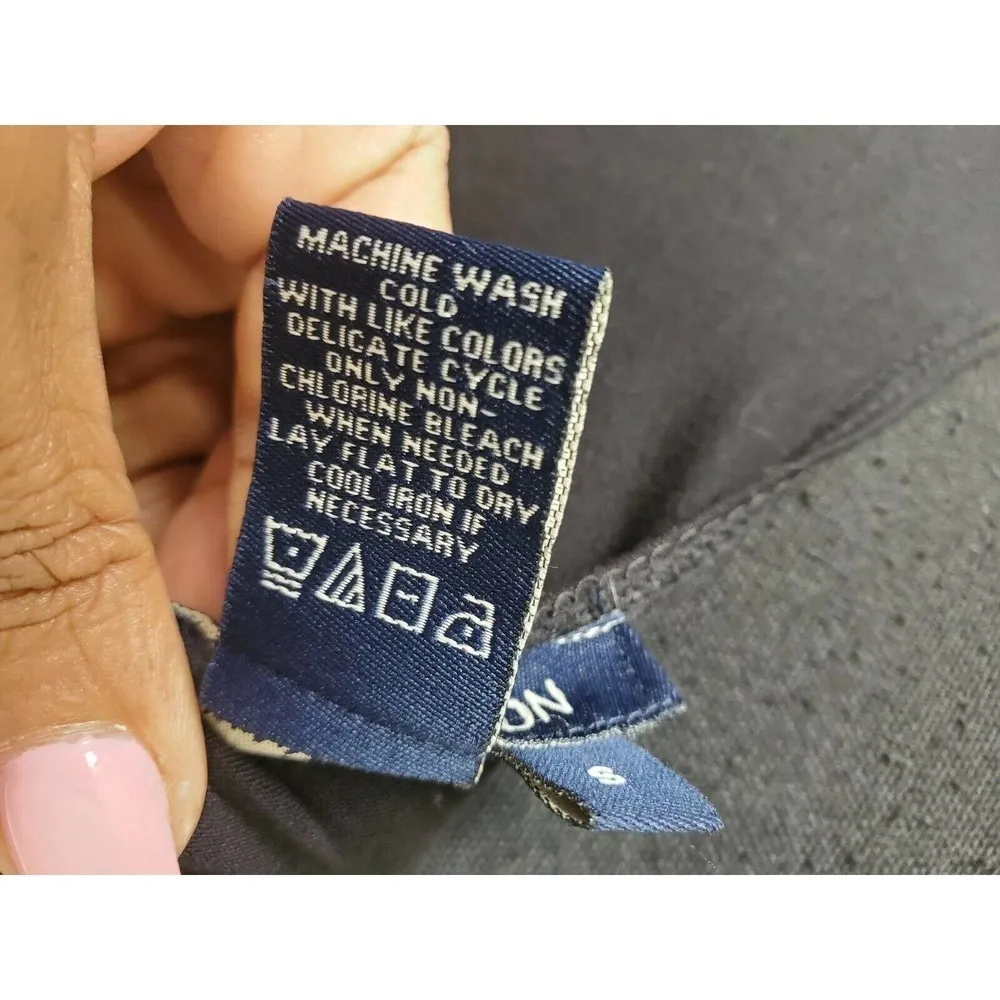 MACHINE WASH
COLD
WITH LIKE COLORS
DELICATE CYCLE
ONLY NON-
CHLORINE BLEACH
WHEN NEEDED
LAY FLAT TO DRY
COOL IRON IF
NECESSARY
ON
S